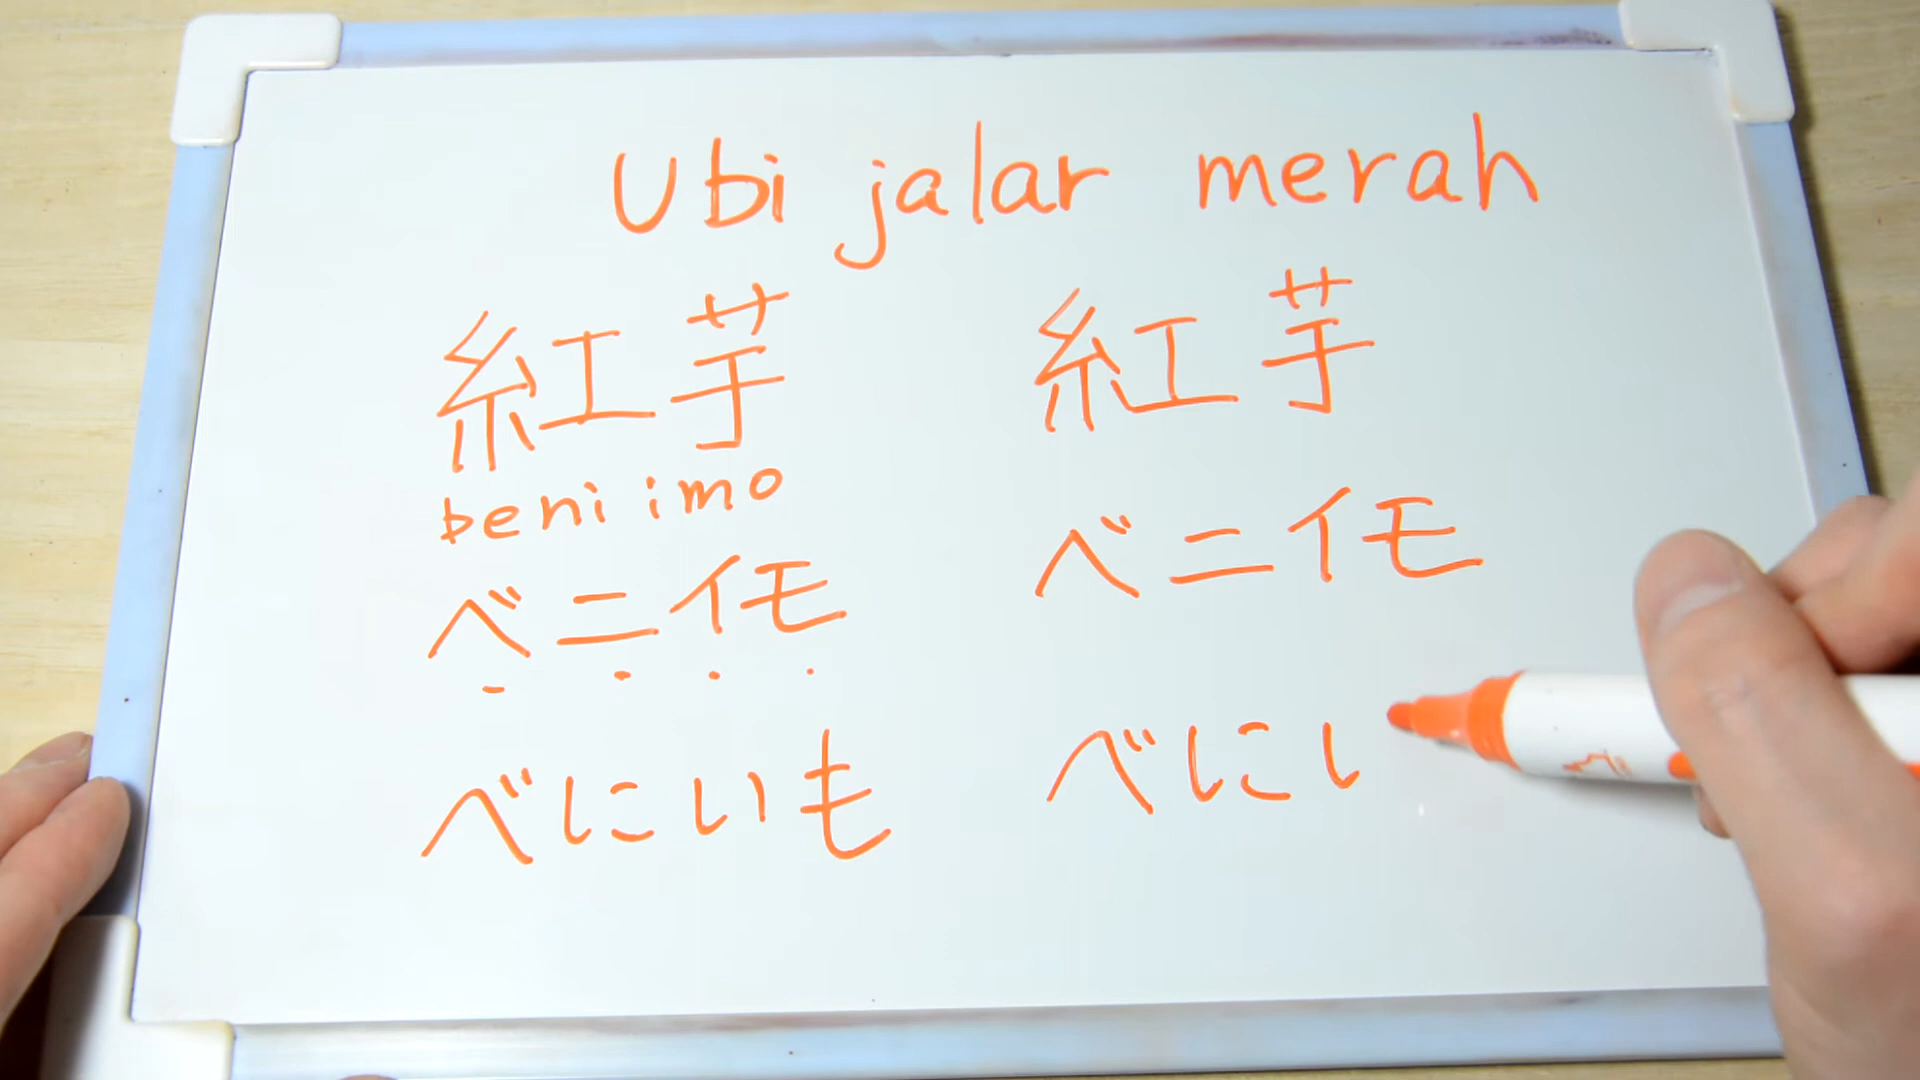 Ubi jalar merah
紅芋 紅芋
beni imo
ベニイモ ベニイモ
べにいも べにし